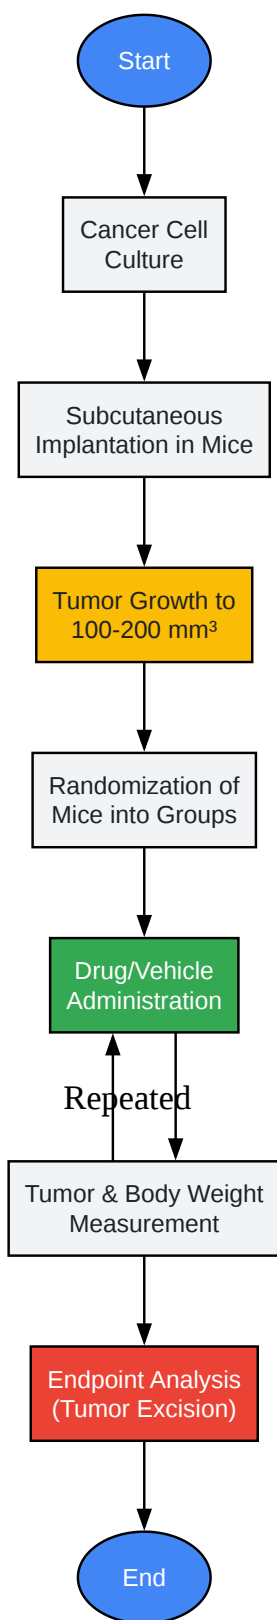 Start
Cancer Cell
Culture
Subcutaneous
Implantation in Mice
Tumor Growth to
100-200 mm³
Randomization of
Mice into Groups
Drug/Vehicle
Administration
Repeated
Tumor & Body Weight
Measurement
Endpoint Analysis
(Tumor Excision)
End